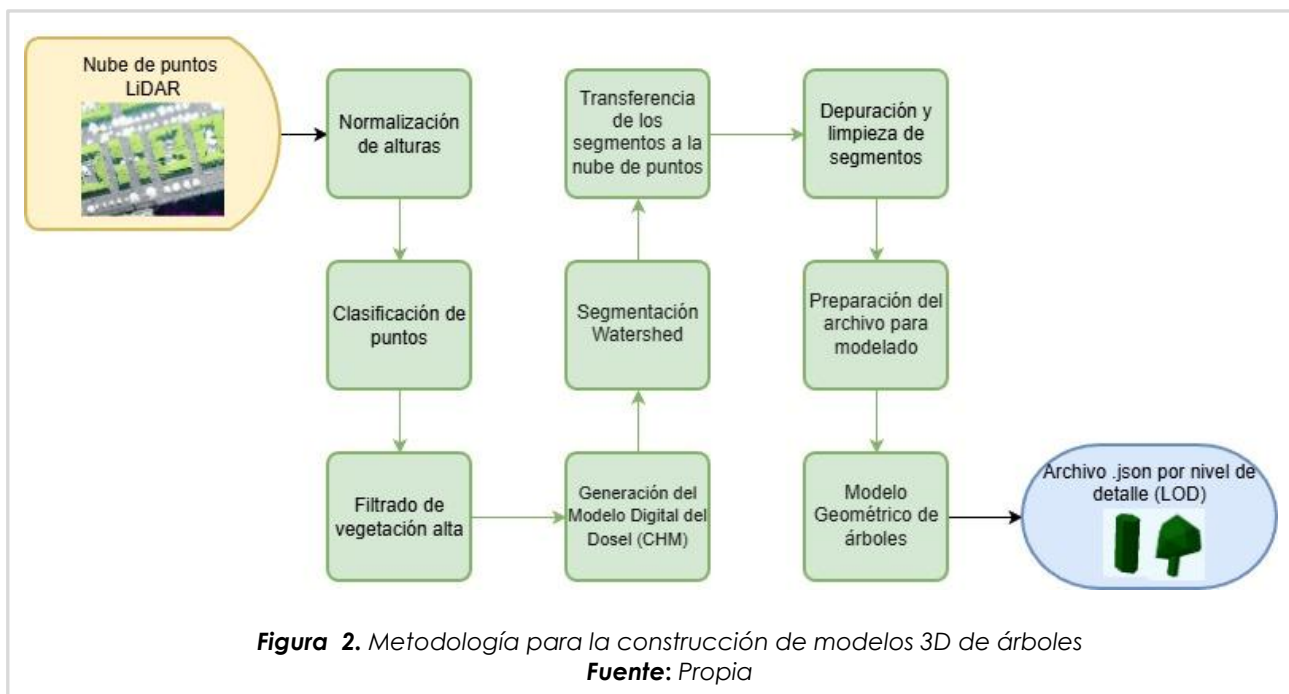 Nube de puntos
LiDAR
Normalización
de alturas
Clasificación de
puntos
Filtrado de
vegetación alta
Generación del
Modelo Digital del
Dosel (CHM)
Segmentación
Watershed
Transferencia
de los
segmentos a la
nube de puntos
Depuración y
limpieza de
segmentos
Preparación del
archivo para
modelado
Modelo
Geométrico de
árboles
Archivo .json por nivel de
detalle (LOD)
Figura 2. Metodología para la construcción de modelos 3D de árboles
Fuente: Propia